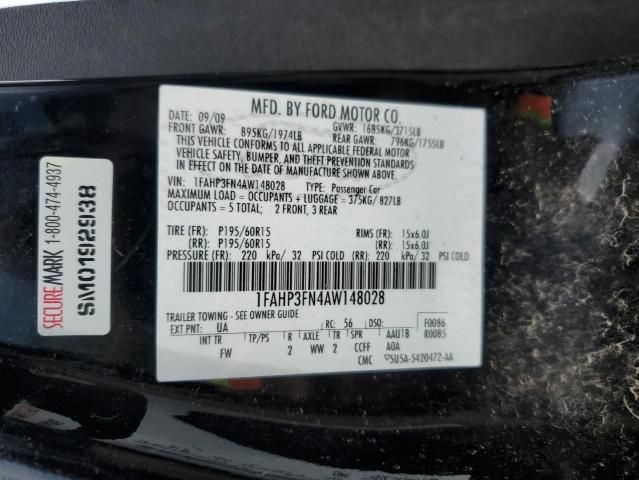 MFD. BY FORD MOTOR CO.
DATE: 09/09 GVWR: 1685KG/3715LB
FRONT GAWR: 895KG/1974LB REAR GAWR: 796KG/1755LB
THIS VEHICLE CONFORMS TO ALL APPLICABLE FEDERAL MOTOR
VEHICLE SAFETY, BUMPER, AND THEFT PREVENTION STANDARDS
IN EFFECT ON THE DATE OF MANUFACTURE SHOWN ABOVE.
VIN: 1FAHP3FN4AW148028 TYPE: Passenger Car
MAXIMUM LOAD = OCCUPANTS + LUGGAGE = 375KG/ 827LB
OCCUPANTS = 5 TOTAL: 2 FRONT, 3 REAR
TIRE (FR): P195/60R15 RIMS (FR): 15x6.0J
(RR): P195/60R15 (RR): 15x6.0J
PRESSURE (FR): 220 kPa/ 32 PSI COLD (RR): 220 kPa/ 32 PSI COLD
1FAHP3FN4AW148028
TRAILER TOWING - SEE OWNER GUIDE
EXT PNT: UA RC: 56 DSO: F0086
INT TR TP/PS R AXLE TR SPR AAU1B R0085
FW 2 WW 2 CCFF AOA
CMC 5U5A-5420472-AA
SECUREMARK 1-800-474-4937
SM0192938